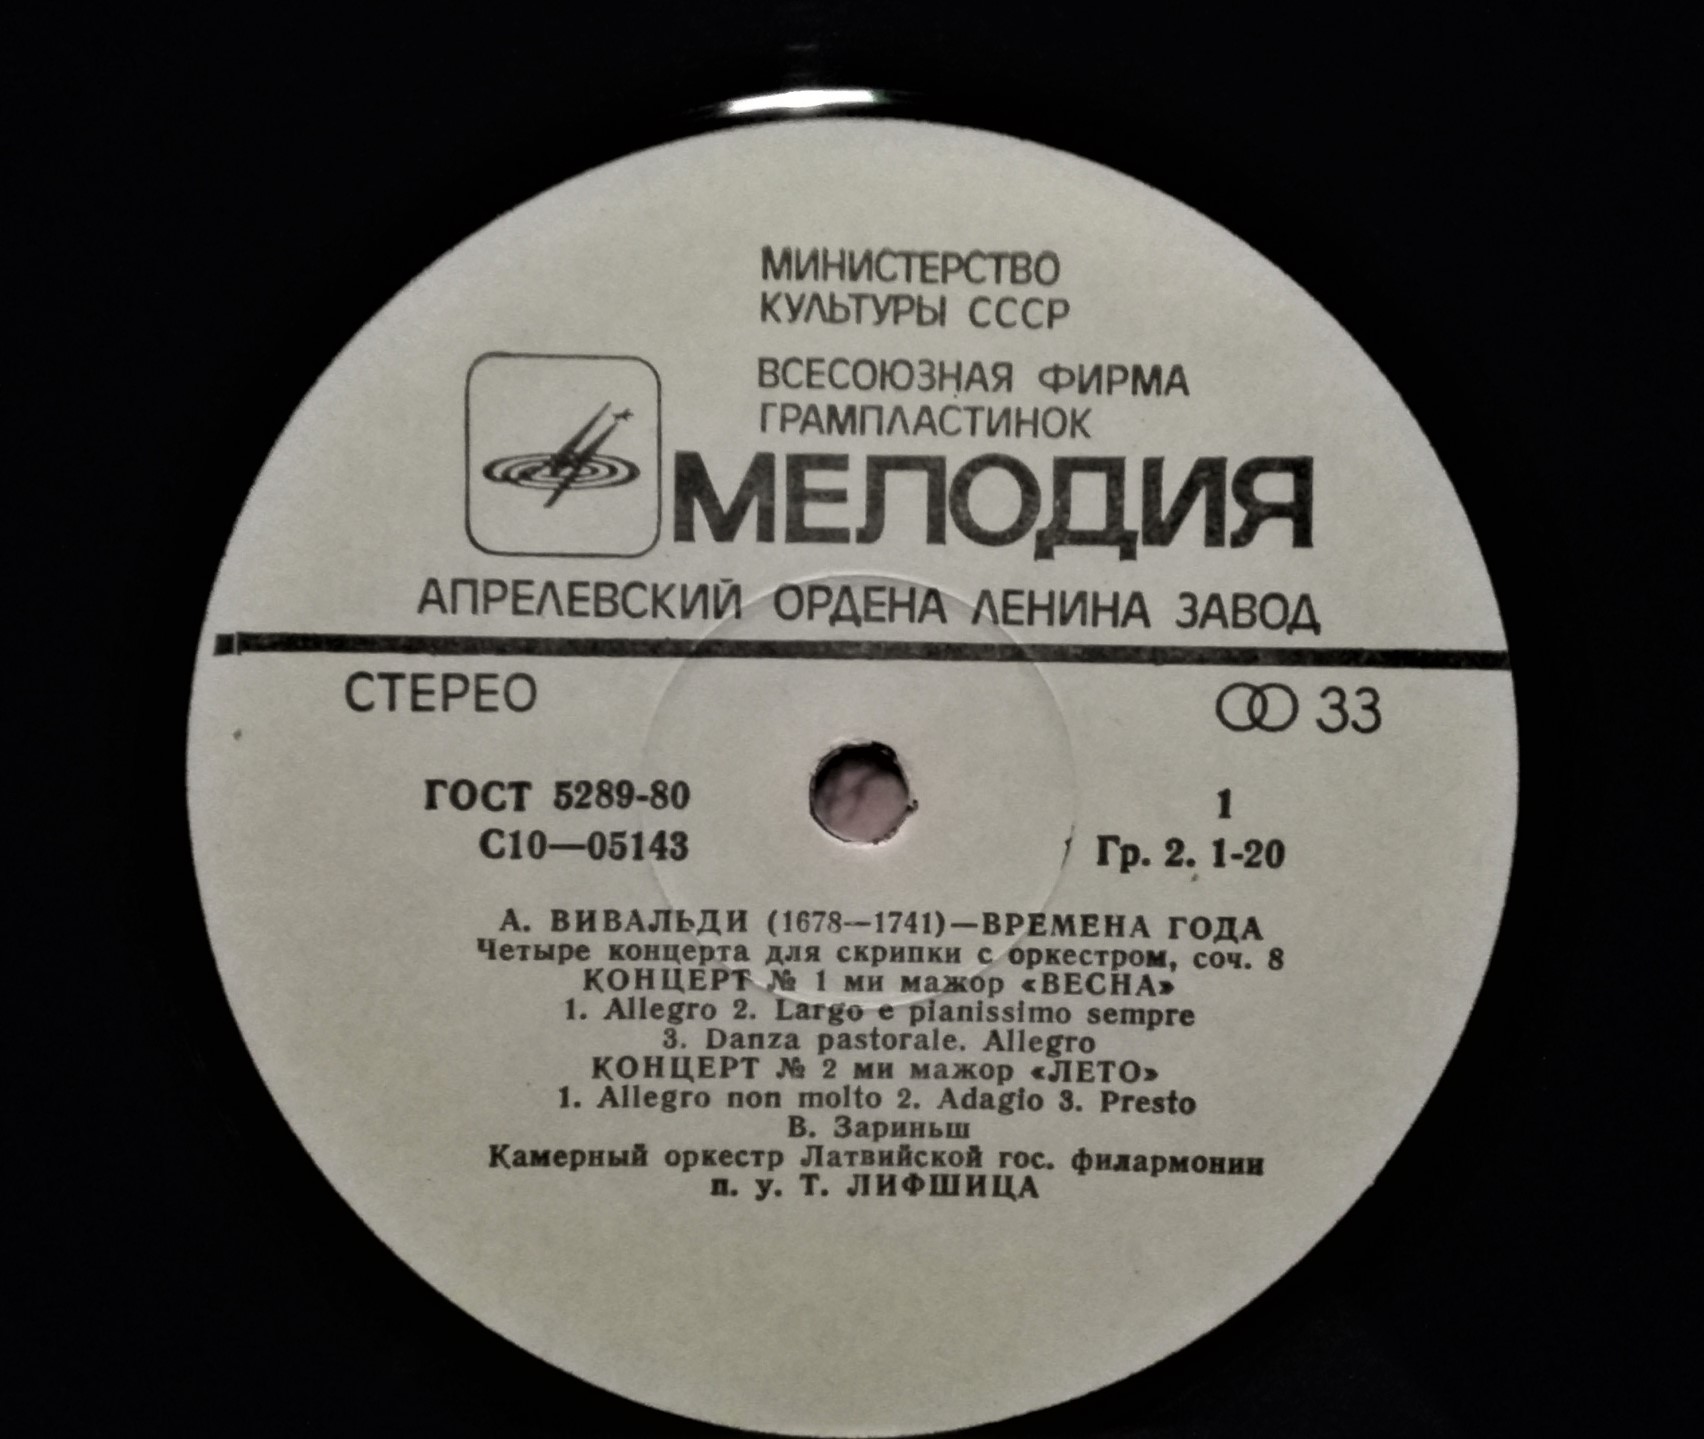 МИНИСТЕРСТВО
КУЛЬТУРЫ СССР
ВСЕСОЮЗНАЯ ФИРМА
ГРАМПЛАСТИНОК
МЕЛОДИЯ
АПРЕЛЕВСКИЙ ОРДЕНА ЛЕНИНА ЗАВОД
СТЕРЕО 33
ГОСТ 5289-80 1
С10—05143 Гр. 2. 1-20
А. ВИВАЛЬДИ (1678—1741)—ВРЕМЕНА ГОДА
Четыре концерта для скрипки с оркестром, соч. 8
КОНЦЕРТ № 1 ми мажор «ВЕСНА»
1. Allegro 2. Largo e pianissimo sempre
3. Danza pastorale. Allegro
КОНЦЕРТ № 2 ми мажор «ЛЕТО»
1. Allegro non molto 2. Adagio 3. Presto
В. Зариньш
Камерный оркестр Латвийской гос. филармонии
п. у. Т. ЛИФШИЦА